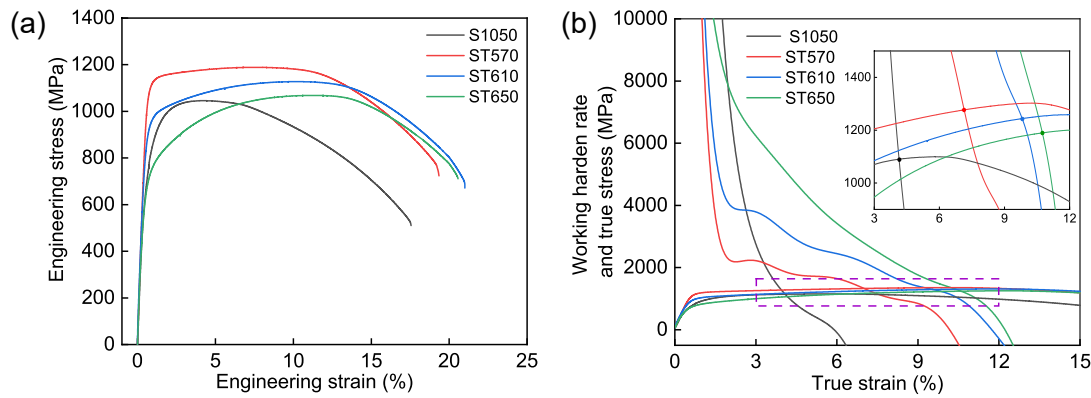 (a)
Engineering stress (MPa)
1400
1200
1000
800
600
400
200
0
0 5 10 15 20 25
Engineering strain (%)
S1050
ST570
ST610
ST650
(b)
Working harden rate
and true stress (MPa)
10000
8000
6000
4000
2000
0
0 3 6 9 12 15
True strain (%)
S1050
ST570
ST610
ST650
1400
1200
1000
3 6 9 12